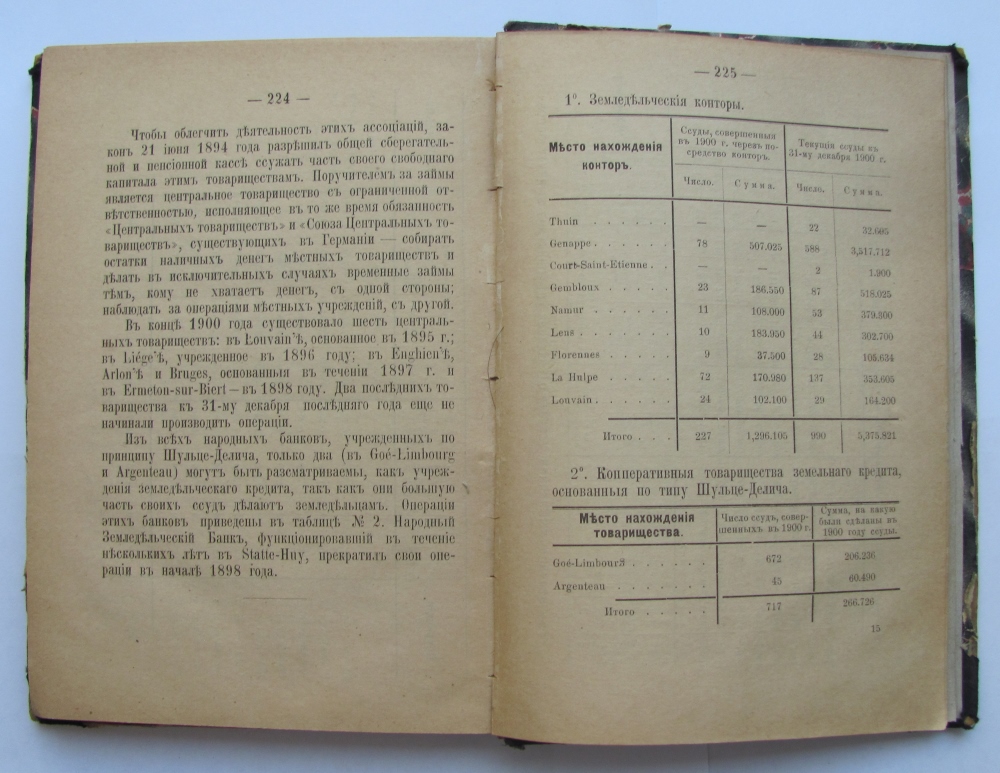 — 224 —
Чтобы облегчить дѣятельность этихъ ассоціацій, за-
конъ 21 іюня 1894 года разрѣшилъ общей сберегатель-
ной и пенсіонной кассѣ ссужать часть своего свободнаго
капитала этимъ товариществамъ. Поручителемъ за займы
является центральное товарищество съ ограниченной от-
вѣтственностью, исполняющее въ то же время обязанность
«Центральныхъ товариществъ» и «Союза Центральныхъ то-
вариществъ», существующихъ въ Германіи — собирать
остатки наличныхъ денегъ мѣстныхъ товариществъ и
дѣлать въ исключительныхъ случаяхъ временные займы
тѣмъ, кому не хватаетъ денегъ, съ одной стороны;
наблюдать за операціями мѣстныхъ учрежденій, съ другой.
Въ концѣ 1900 года существовало шесть централь-
ныхъ товариществъ: въ Louvain'ѣ, основанное въ 1895 г.;
въ Liége'ѣ, учрежденное въ 1896 году; въ Enghien'ѣ,
Arlon'ѣ и Bruges, основанныя въ теченіи 1897 г. и
въ Ermeton-sur-Biert — въ 1898 году. Два послѣднихъ то-
варищества къ 31-му декабря послѣдняго года еще не
начинали производить операціи.
Изъ всѣхъ народныхъ банковъ, учрежденныхъ по
принципу Шульце-Делича, только два (въ Goé-Limbourg
и Argenteau) могутъ быть разсматриваемы, какъ учреж-
денія земледѣльческаго кредита, такъ какъ они большую
часть своихъ ссудъ дѣлаютъ земледѣльцамъ. Операціи
этихъ банковъ приведены въ таблицѣ № 2. Народный
Земледѣльческій Банкъ, функціонировавшій въ теченіе
нѣсколькихъ лѣтъ въ Statte-Huy, прекратилъ свои опе-
раціи въ началѣ 1898 года.
— 225 —
1°. Земледѣльческія конторы.
Мѣсто нахожденія
конторъ.
Ссуды, совершенныя
въ 1900 г. черезъ по-
средство конторъ.
Текущія ссуды къ
31-му декабря 1900 г.
Число. Сумма. Число. Сумма.
Thuin . . . . . . — — 22 32.605
Genappe . . . . . 78 507.025 588 3,517.712
Court-Saint-Etienne . . — — 2 1.900
Gembloux . . . . . 23 186.550 87 518.025
Namur . . . . . . 11 108.000 53 379.300
Lens . . . . . . 10 183.950 44 302.700
Florennes . . . . . 9 37.500 28 105.634
La Hulpe . . . . . 72 170.980 137 353.605
Louvain . . . . . . 24 102.100 29 164.200
Итого . . . 227 1,296.105 990 5,375.821
2°. Копперативныя товарищества земельнаго кредита,
основанныя по типу Шульце-Делича.
Мѣсто нахожденія
товарищества.
Число ссудъ, совер-
шенныхъ въ 1900 г.
Сумма, на какую
были сдѣланы въ
1900 году ссуды.
Goé-Limbourg . . . . . 672 206.236
Argenteau . . . . . . 45 60.490
Итого . . . . . 717 266.726
15